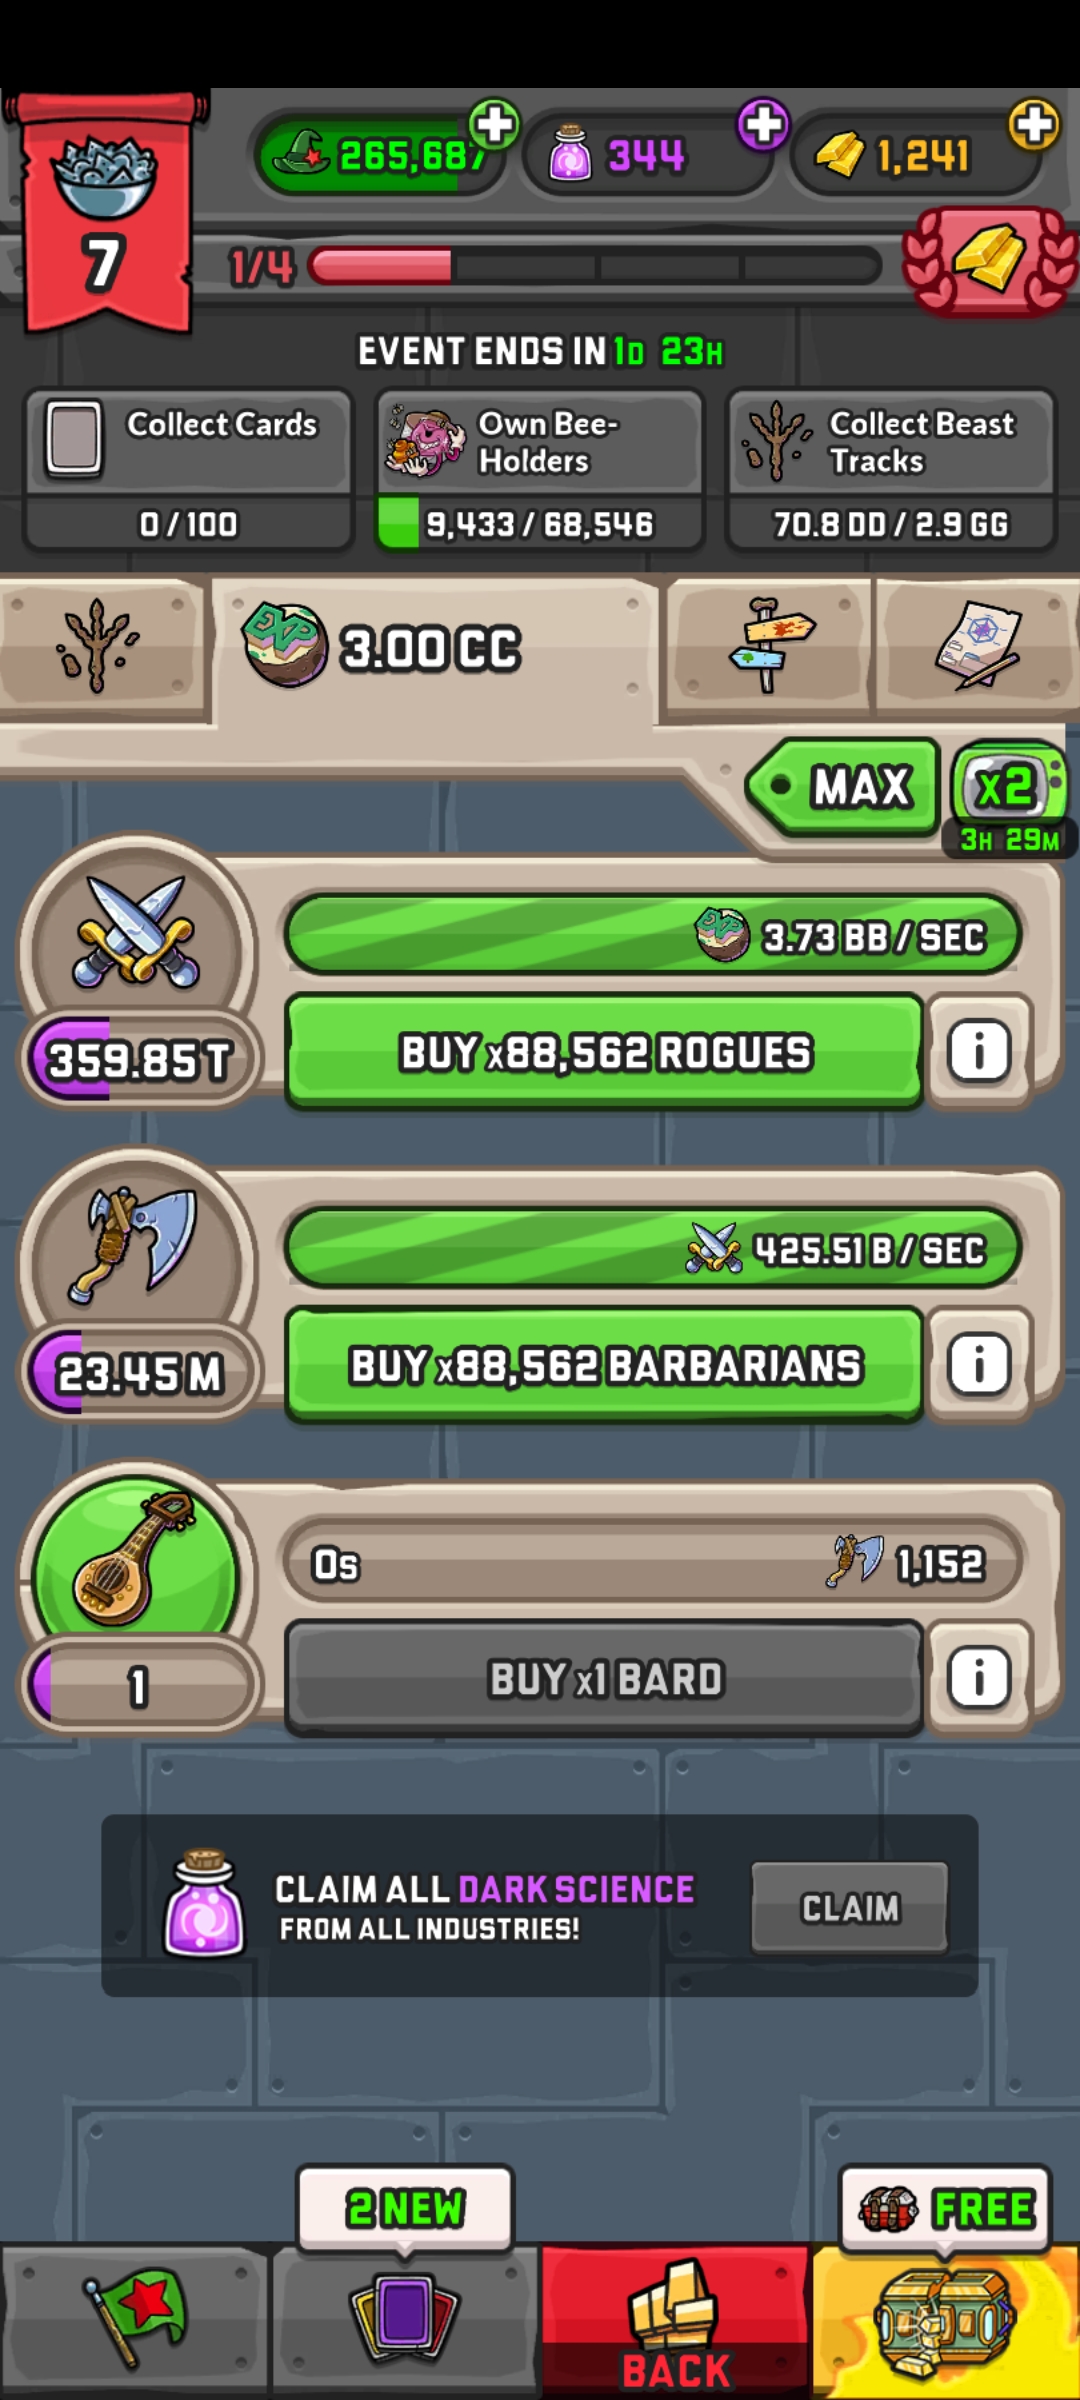 265,687
344
1,241
7
1/4
EVENT ENDS IN 1D 23H
Collect Cards
0 / 100
Own Bee-
Holders
9,433 / 68,546
Collect Beast
Tracks
70.8 DD / 2.9 GG
EXP
3.00 CC
MAX
x2
3H 29M
EXP
3.73 BB / SEC
359.85 T
BUY x88,562 ROGUES
i
425.51 B / SEC
23.45 M
BUY x88,562 BARBARIANS
i
0s
1,152
1
BUY x1 BARD
i
CLAIM ALL DARK SCIENCE
FROM ALL INDUSTRIES!
CLAIM
2 NEW
FREE
BACK